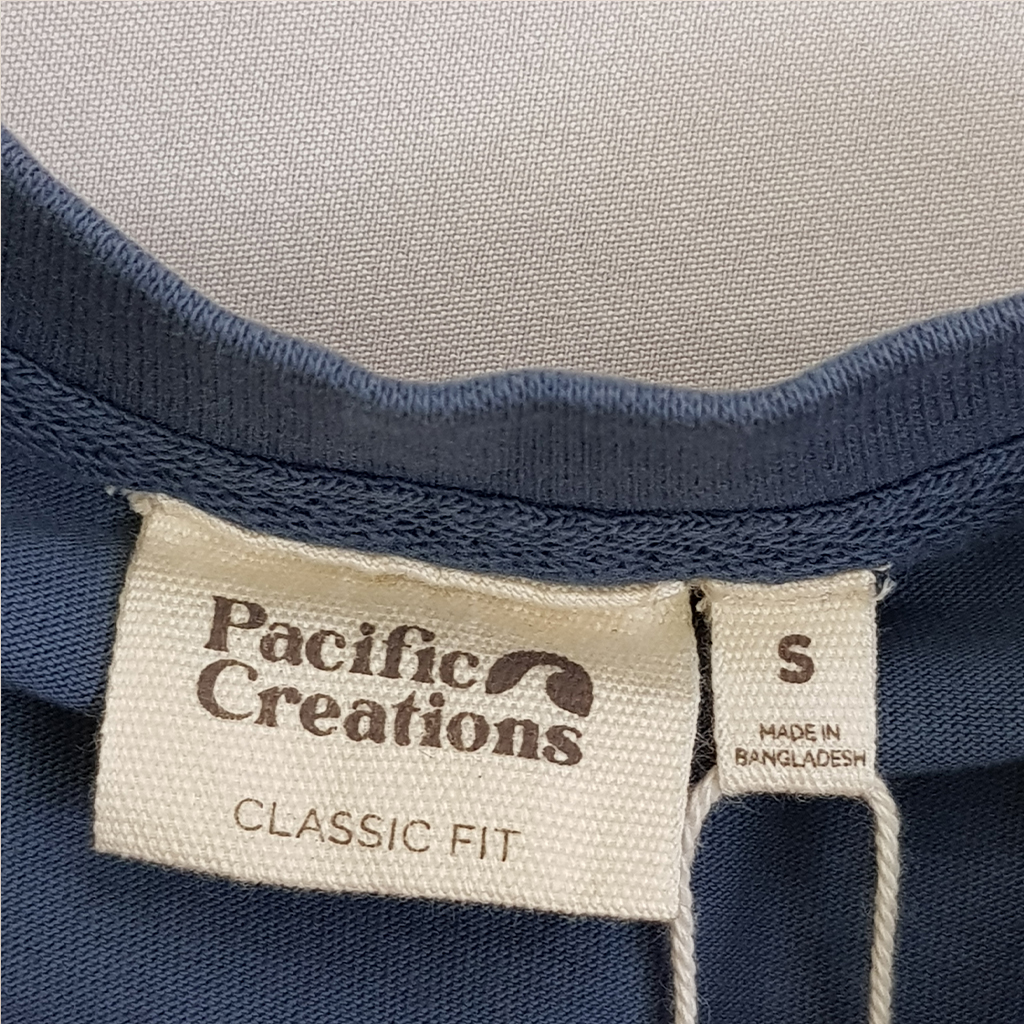 Pacific
Creations
CLASSIC FIT
S
MADE IN
BANGLADESH